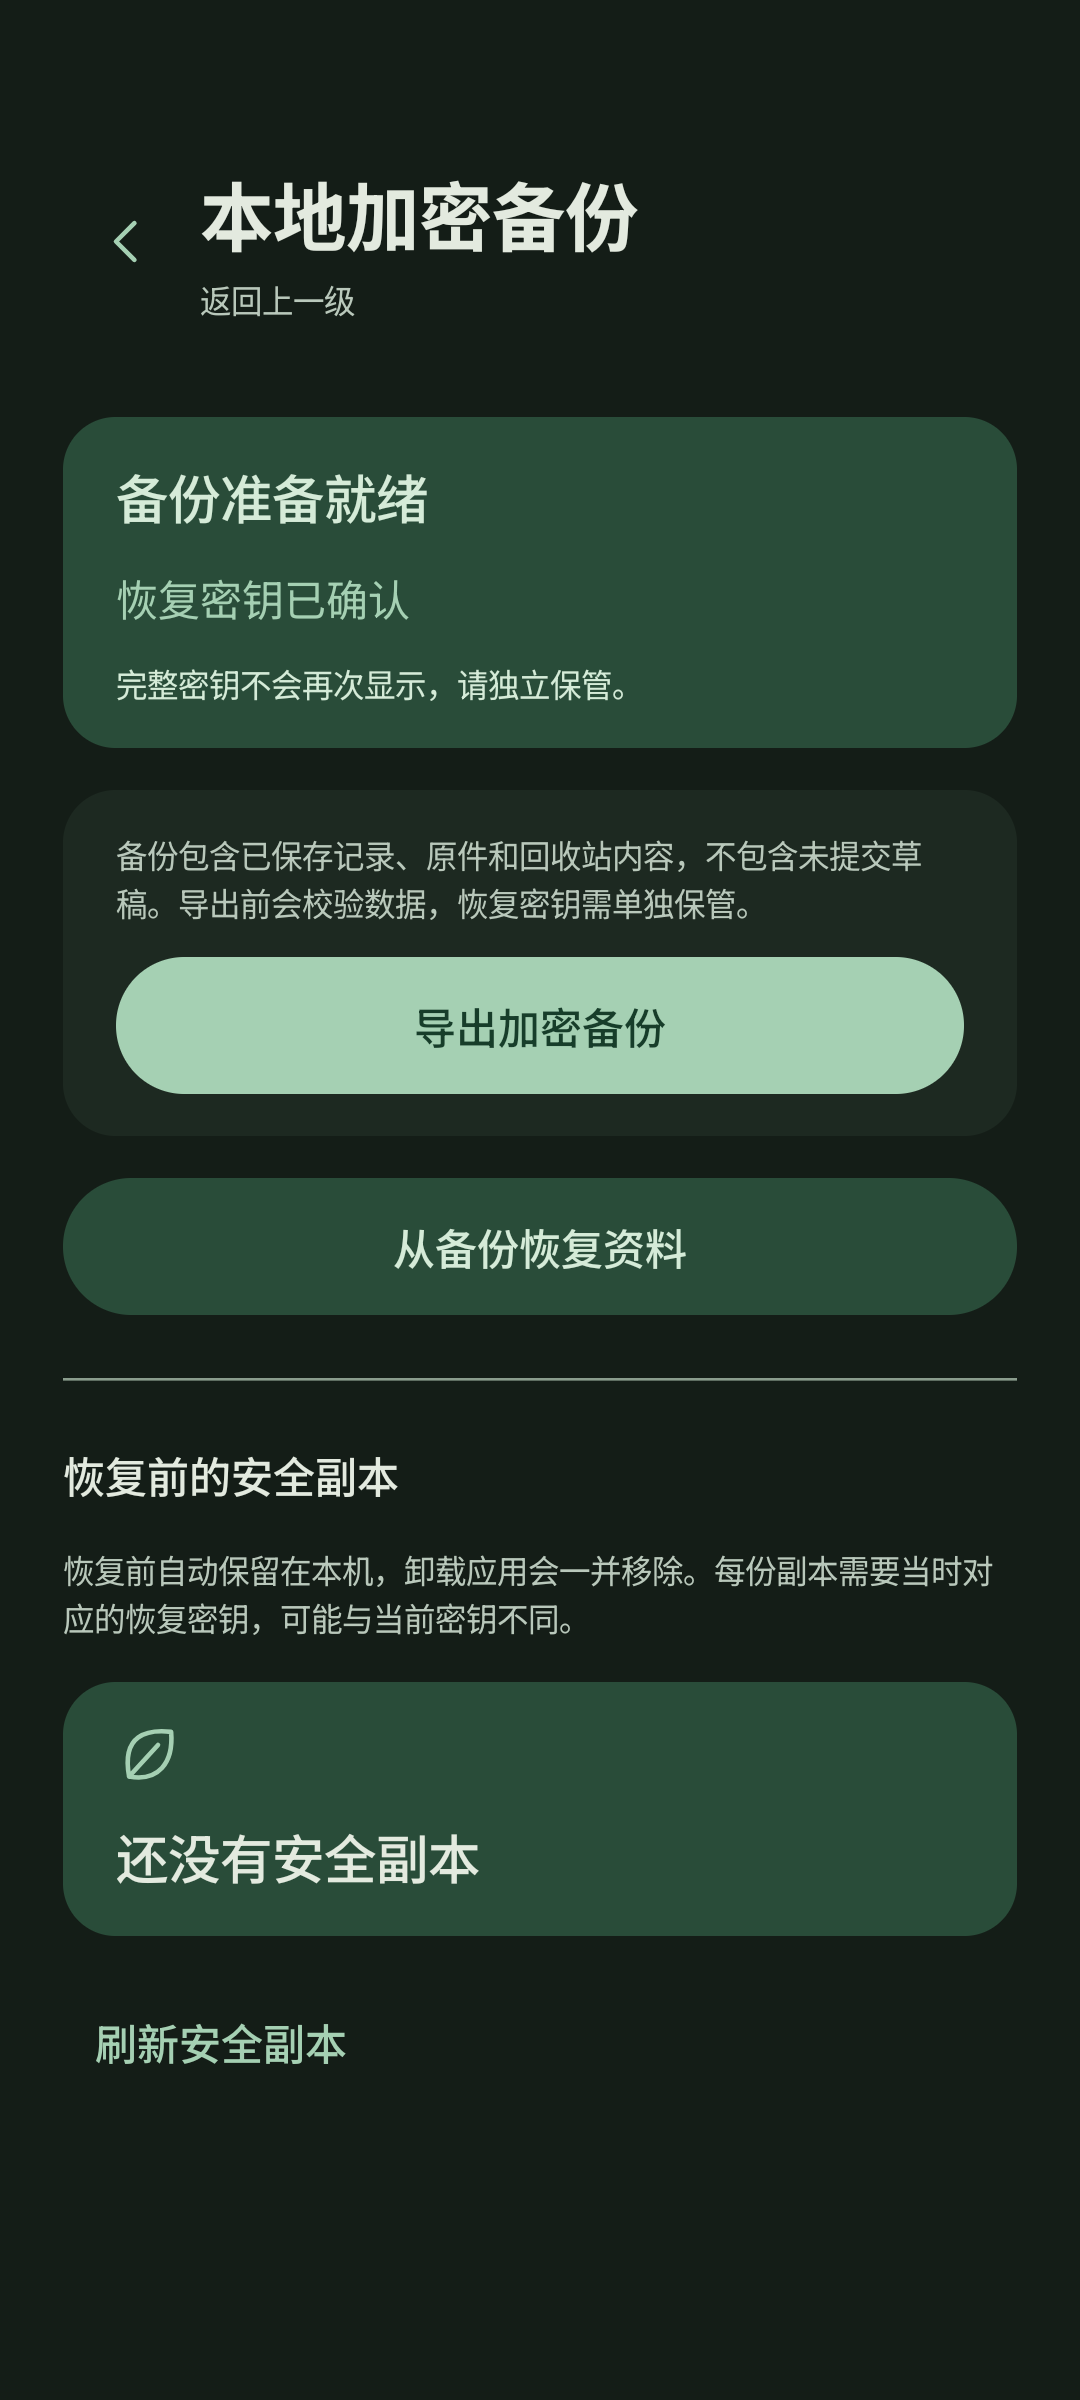 本地加密备份
返回上一级
备份准备就绪
恢复密钥已确认
完整密钥不会再次显示，请独立保管。
备份包含已保存记录、原件和回收站内容，不包含未提交草
稿。导出前会校验数据，恢复密钥需单独保管。
导出加密备份
从备份恢复资料
恢复前的安全副本
恢复前自动保留在本机，卸载应用会一并移除。每份副本需要当时对
应的恢复密钥，可能与当前密钥不同。
还没有安全副本
刷新安全副本